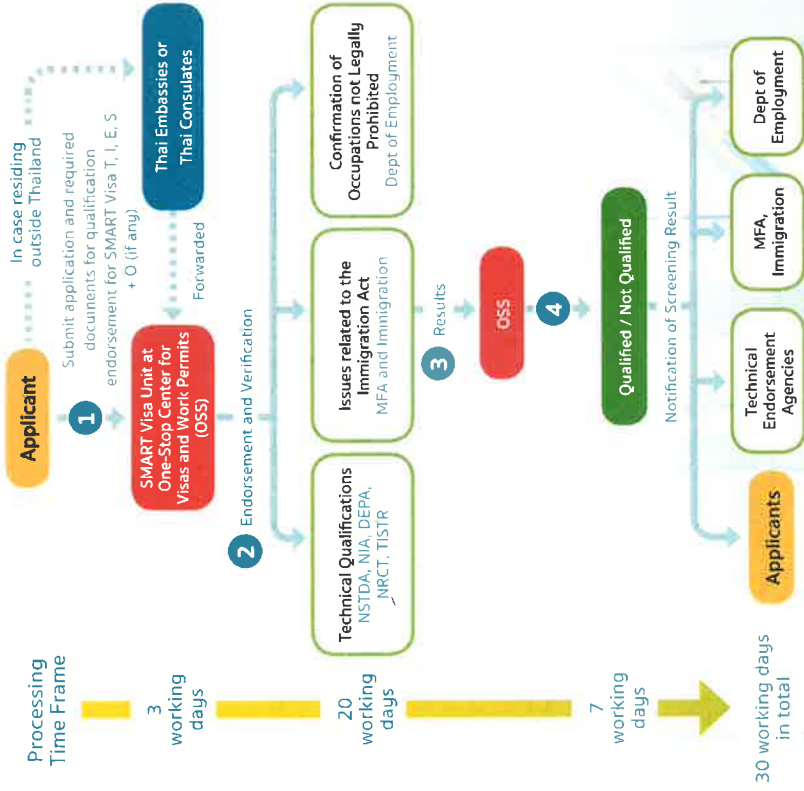 Processing
Time Frame
3
working
days
20
working
days
7
working
days
30 working days
in total
Applicant
In case residing
outside Thailand
1
Submit application and required
documents for qualification
endorsement for SMART Visa T, I, E, S
+ O (if any)
SMART Visa Unit at
One-Stop Center for
Visas and Work Permits
(OSS)
Forwarded
Thai Embassies or
Thai Consulates
2
Endorsement and Verification
Technical Qualifications
NSTDA, NIA, DEPA,
NRCT, TISTR
Issues related to the
Immigration Act
MFA and Immigration
Confirmation of
Occupations not Legally
Prohibited
Dept of Employment
3
Results
OSS
4
Qualified / Not Qualified
Notification of Screening Result
Applicants
Technical
Endorsement
Agencies
MFA,
Immigration
Dept of
Employment